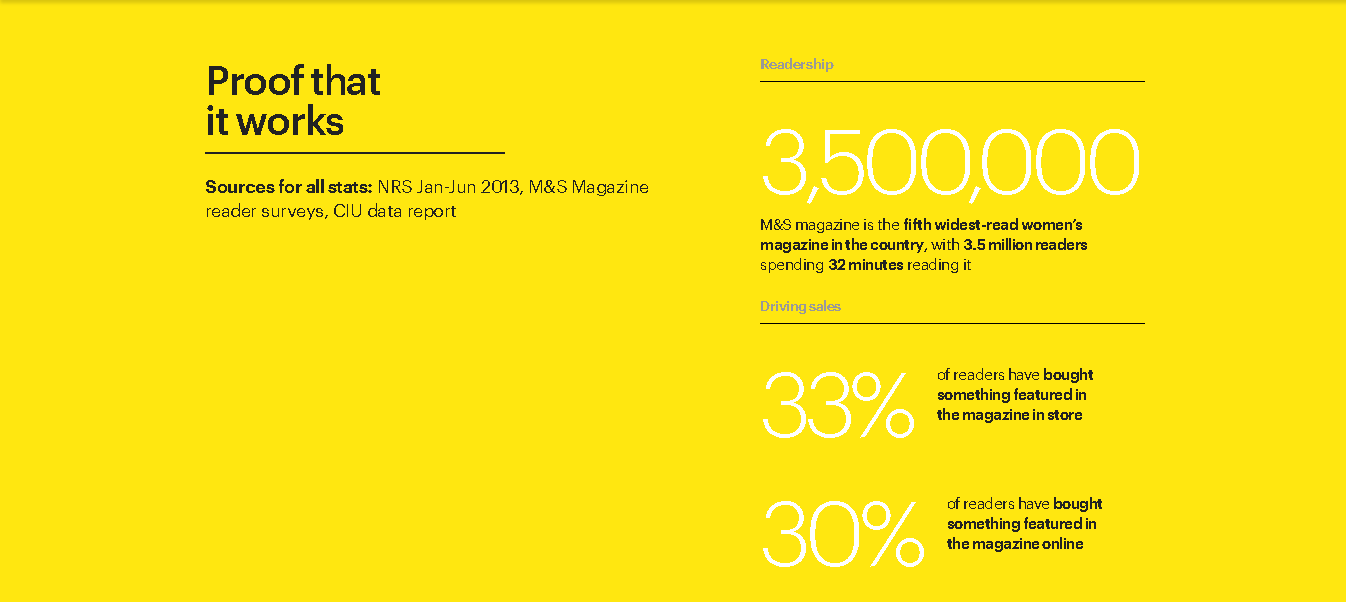 Proof that
it works
Sources for all stats: NRS Jan-Jun 2013, M&S Magazine
reader surveys, CIU data report
Readership
3,500,000
M&S magazine is the fifth widest-read women’s
magazine in the country, with 3.5 million readers
spending 32 minutes reading it
Driving sales
33%
of readers have bought
something featured in
the magazine in store
30%
of readers have bought
something featured in
the magazine online